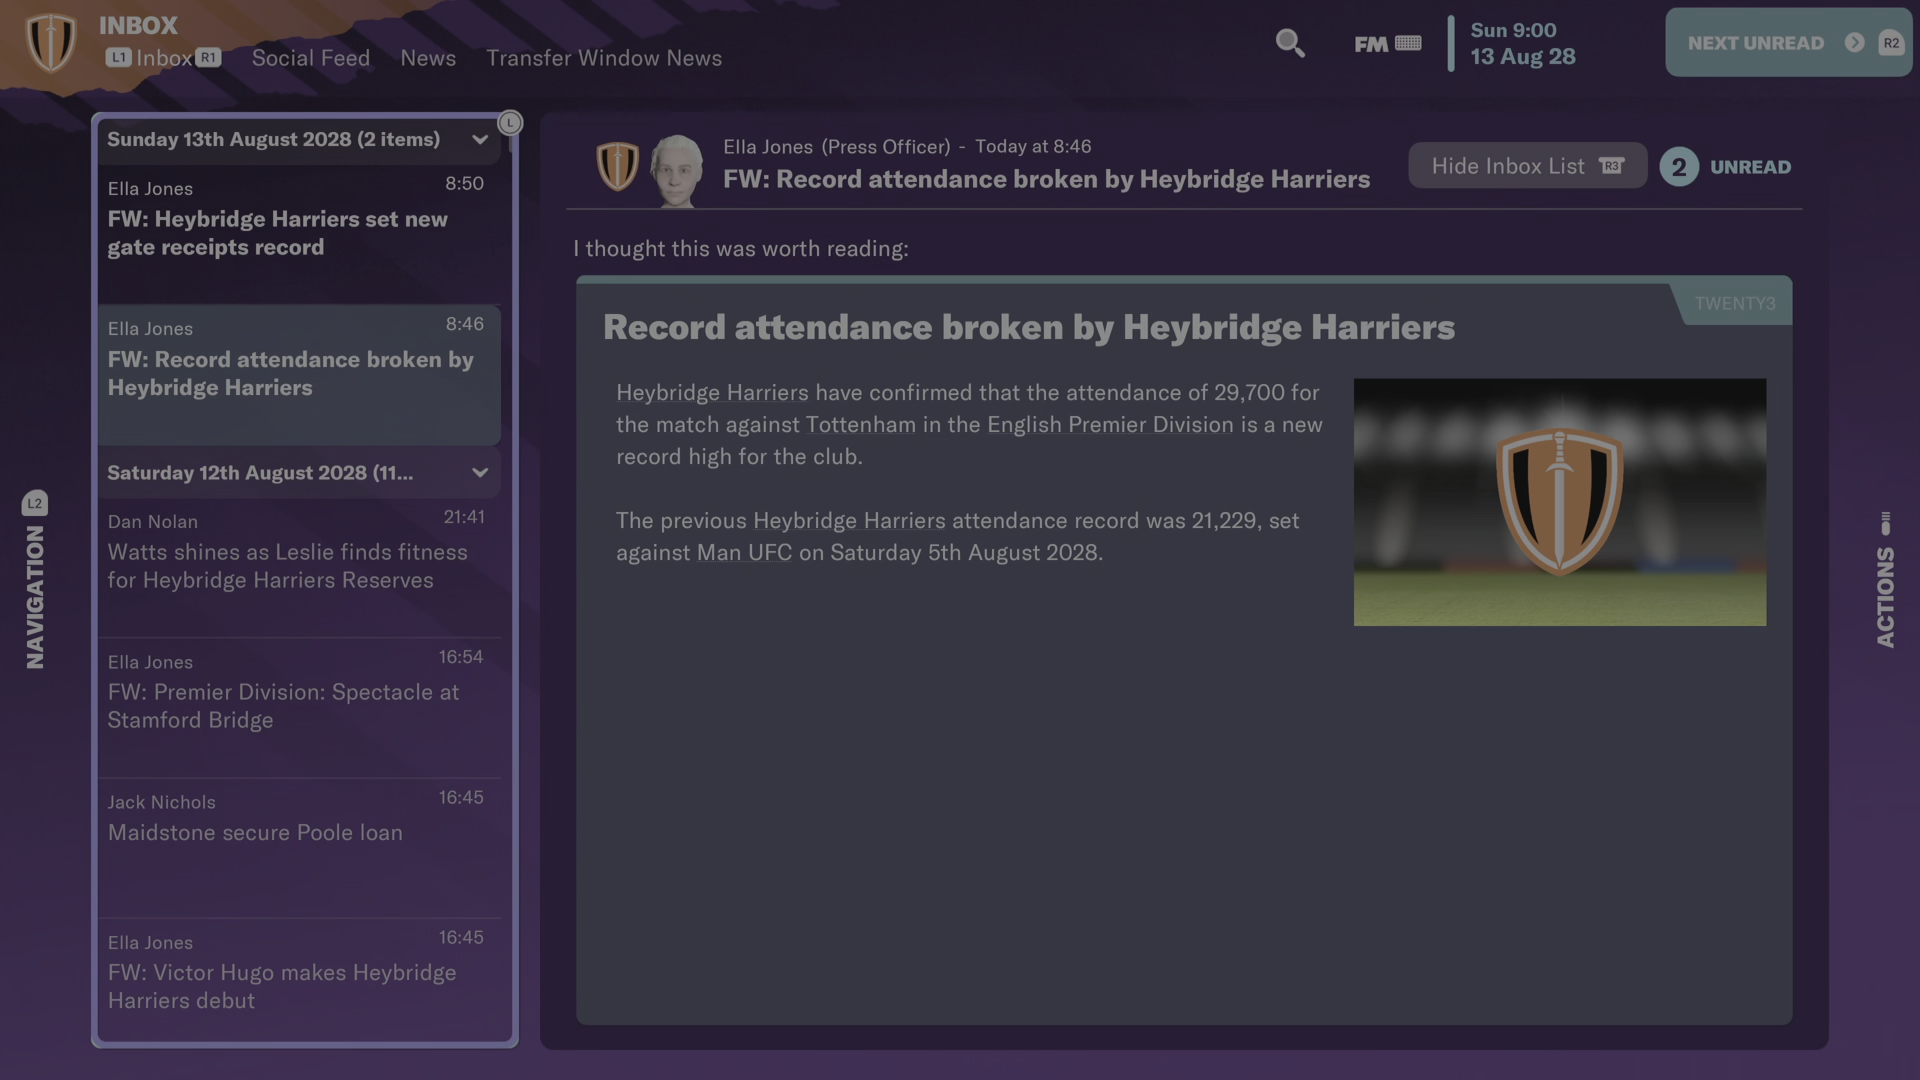 INBOX
L1 Inbox R1 Social Feed News Transfer Window News
FM
Sun 9:00
13 Aug 28
NEXT UNREAD R2
L
Sunday 13th August 2028 (2 items)
Ella Jones 8:50
FW: Heybridge Harriers set new
gate receipts record
Ella Jones 8:46
FW: Record attendance broken by
Heybridge Harriers
Saturday 12th August 2028 (11...
Dan Nolan 21:41
Watts shines as Leslie finds fitness
for Heybridge Harriers Reserves
Ella Jones 16:54
FW: Premier Division: Spectacle at
Stamford Bridge
Jack Nichols 16:45
Maidstone secure Poole loan
Ella Jones 16:45
FW: Victor Hugo makes Heybridge
Harriers debut
L2
NAVIGATIS
Ella Jones (Press Officer) - Today at 8:46
FW: Record attendance broken by Heybridge Harriers
Hide Inbox List R3
2 UNREAD
I thought this was worth reading:
TWENTY3
Record attendance broken by Heybridge Harriers
Heybridge Harriers have confirmed that the attendance of 29,700 for
the match against Tottenham in the English Premier Division is a new
record high for the club.
The previous Heybridge Harriers attendance record was 21,229, set
against Man UFC on Saturday 5th August 2028.
ACTIONS